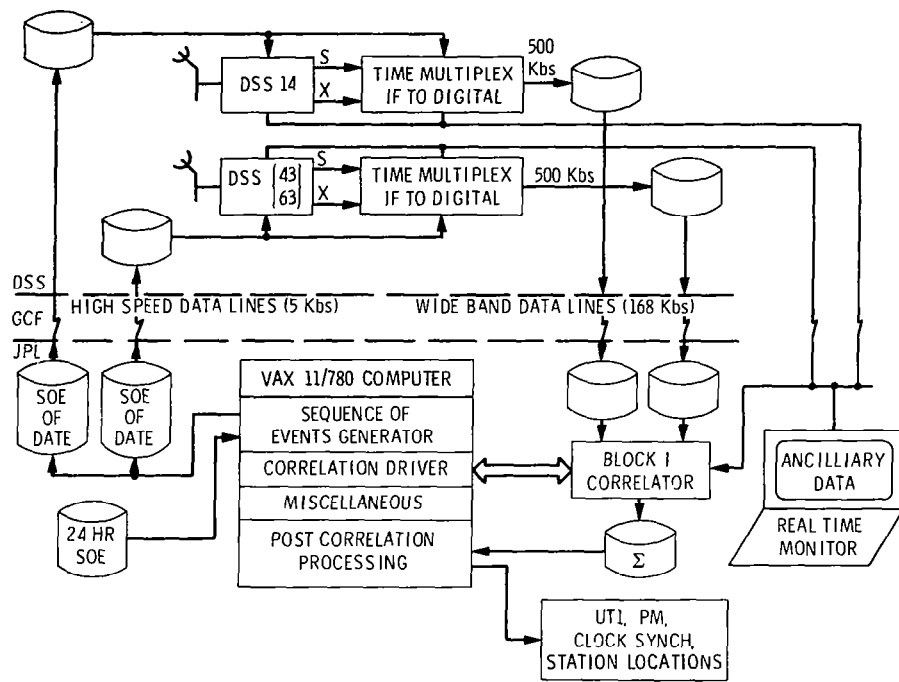 500
Kbs
S
DSS 14
X
TIME MULTIPLEX
IF TO DIGITAL
S
DSS
43
63
X
TIME MULTIPLEX
IF TO DIGITAL
500 Kbs
DSS
HIGH SPEED DATA LINES (5 Kbs)
WIDE BAND DATA LINES (168 Kbs)
GCF
JPL
SOE
OF
DATE
SOE
OF
DATE
VAX 11/780 COMPUTER
SEQUENCE OF
EVENTS GENERATOR
CORRELATION DRIVER
MISCELLANEOUS
POST CORRELATION
PROCESSING
24 HR
SOE
BLOCK I
CORRELATOR
Σ
ANCILLIARY
DATA
REAL TIME
MONITOR
UTI, PM,
CLOCK SYNCH,
STATION LOCATIONS